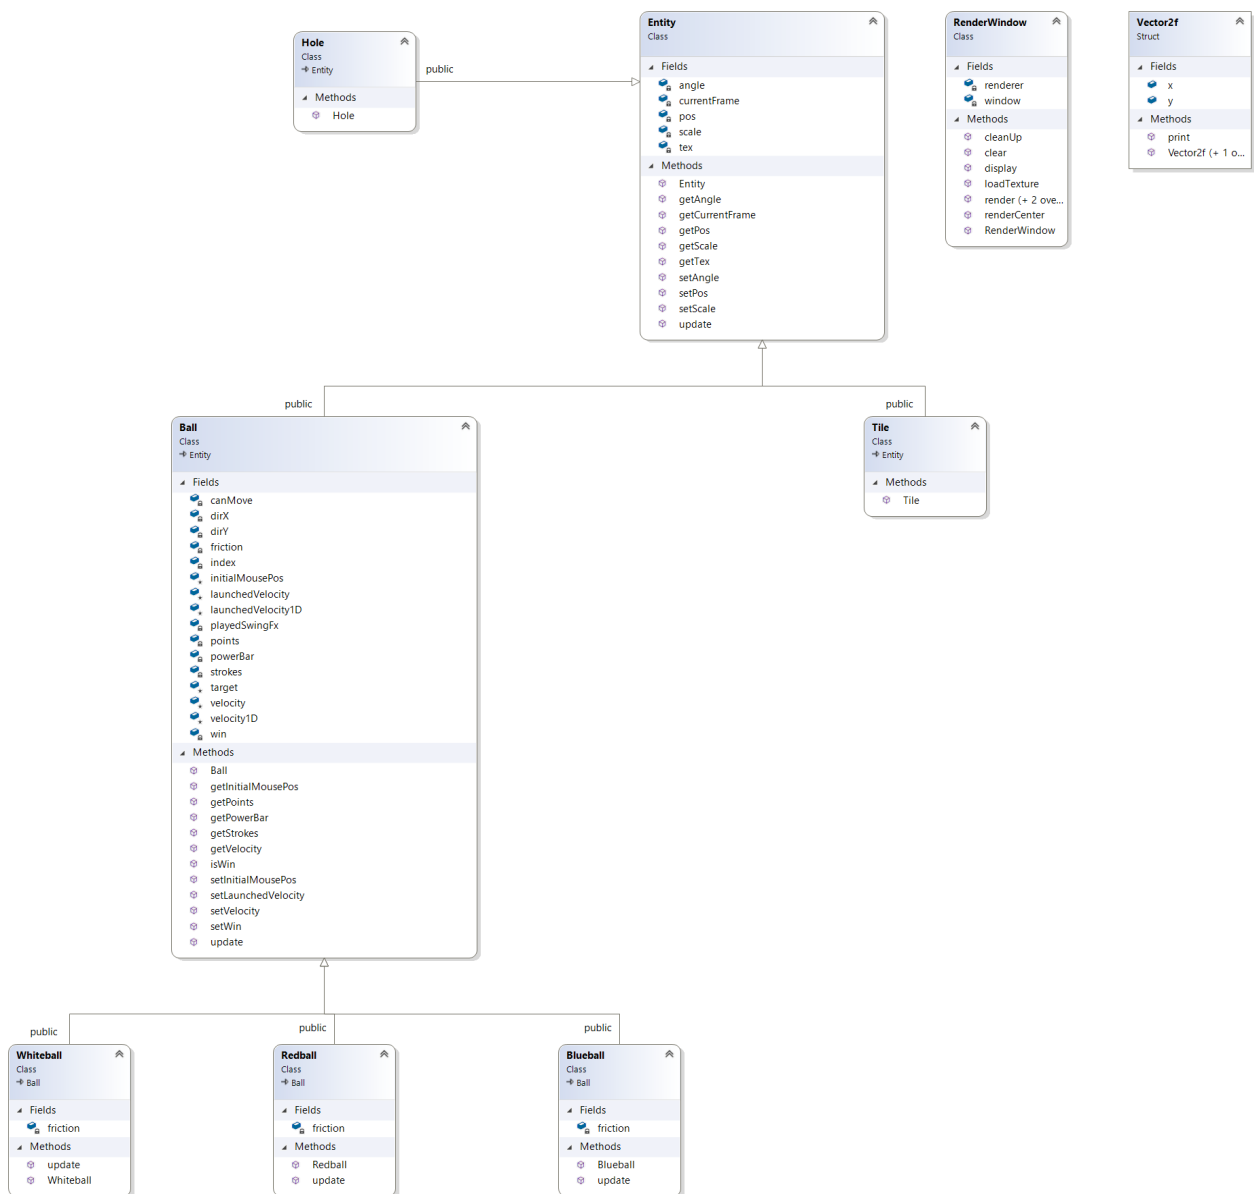 Hole
Class
Entity
Methods
Hole
public
Entity
Class
Fields
angle
currentFrame
pos
scale
tex
Methods
Entity
getAngle
getCurrentFrame
getPos
getScale
getTex
setAngle
setPos
setScale
update
RenderWindow
Class
Fields
renderer
window
Methods
cleanUp
clear
display
loadTexture
render (+ 2 ove...
renderCenter
RenderWindow
Vector2f
Struct
Fields
x
y
Methods
print
Vector2f (+ 1 o...
public
Ball
Class
Entity
Fields
canMove
dirX
dirY
friction
index
initialMousePos
launchedVelocity
launchedVelocity1D
playedSwingFx
points
powerBar
strokes
target
velocity
velocity1D
win
Methods
Ball
getInitialMousePos
getPoints
getPowerBar
getStrokes
getVelocity
isWin
setInitialMousePos
setLaunchedVelocity
setVelocity
setWin
update
public
Tile
Class
Entity
Methods
Tile
public
Whiteball
Class
Ball
Fields
friction
Methods
update
Whiteball
public
Redball
Class
Ball
Fields
friction
Methods
Redball
update
public
Blueball
Class
Ball
Fields
friction
Methods
Blueball
update